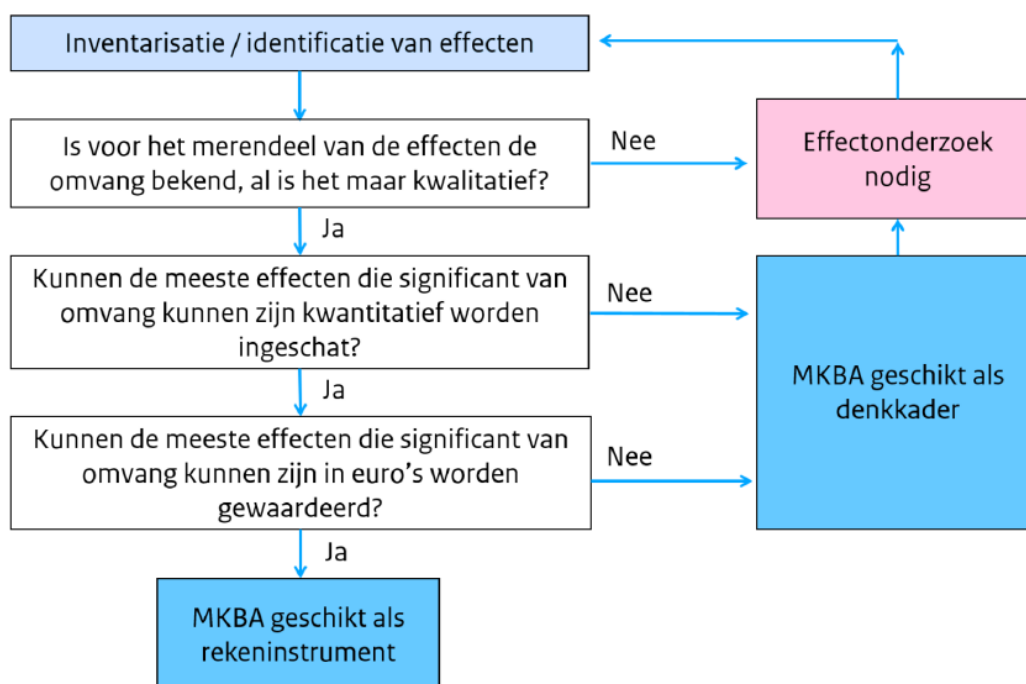 Inventarisatie / identificatie van effecten
Is voor het merendeel van de effecten de
omvang bekend, al is het maar kwalitatief?
Nee
Effectonderzoek
nodig
Ja
Kunnen de meeste effecten die significant van
omvang kunnen zijn kwantitatief worden
ingeschat?
Nee
MKBA geschikt als
denkkader
Ja
Kunnen de meeste effecten die significant van
omvang kunnen zijn in euro's worden
gewaardeerd?
Nee
Ja
MKBA geschikt als
rekeninstrument